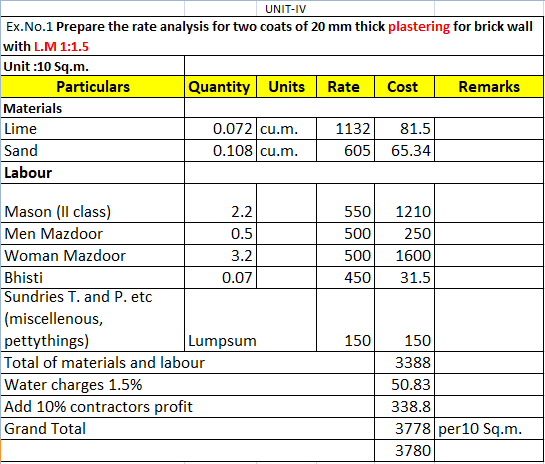 UNIT-IV
Ex.No.1 Prepare the rate analysis for two coats of 20 mm thick plastering for brick wall
with L.M 1:1.5
Unit :10 Sq.m.
Particulars Quantity Units Rate Cost Remarks
Materials
Lime 0.072 cu.m. 1132 81.5
Sand 0.108 cu.m. 605 65.34
Labour
Mason (II class) 2.2 550 1210
Men Mazdoor 0.5 500 250
Woman Mazdoor 3.2 500 1600
Bhisti 0.07 450 31.5
Sundries T. and P. etc
(miscellenous,
pettythings) Lumpsum 150 150
Total of materials and labour 3388
Water charges 1.5% 50.83
Add 10% contractors profit 338.8
Grand Total 3778 per10 Sq.m.
3780